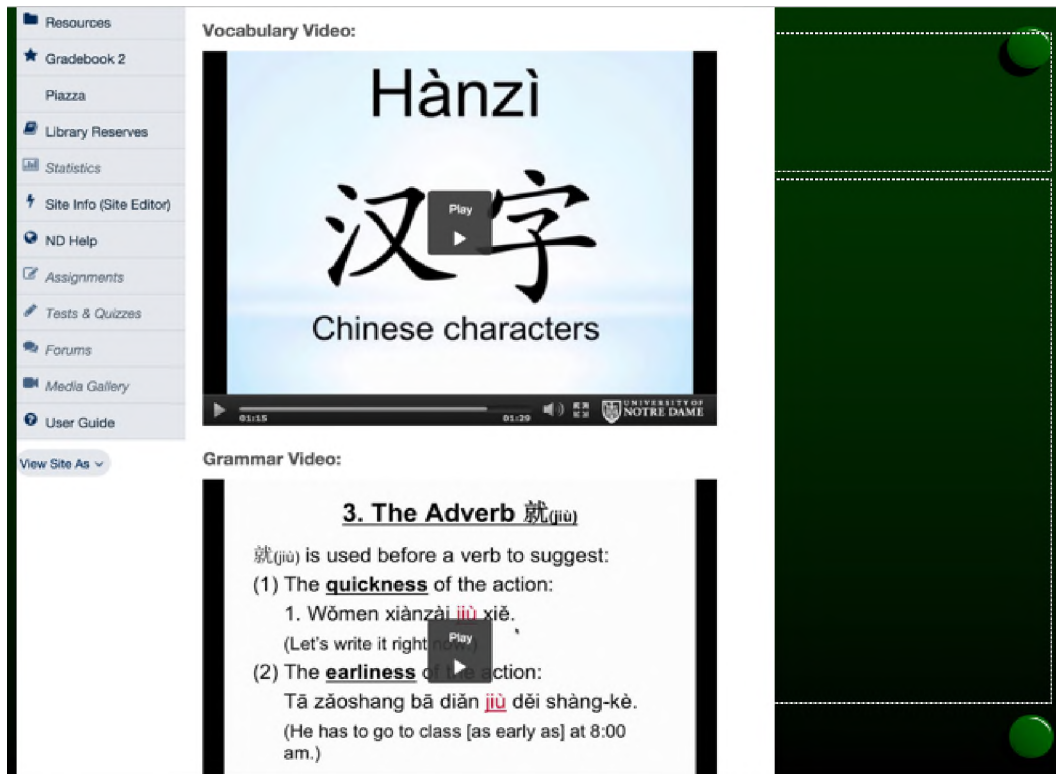 Resources
Gradebook 2
Piazza
Library Reserves
Statistics
Site Info (Site Editor)
ND Help
Assignments
Tests & Quizzes
Forums
Media Gallery
User Guide
View Site As
Vocabulary Video:
Hànzì
汉字
Play
Chinese characters
01:15
01:29
UNIVERSITY OF
NOTRE DAME
Grammar Video:
3. The Adverb 就(jiù)
就(jiù) is used before a verb to suggest:
(1) The quickness of the action:
1. Wǒmen xiànzài jiù xiě.
(Let's write it right now.)
Play
(2) The earliness of the action:
Tā zǎoshang bā diǎn jiù děi shàng-kè.
(He has to go to class [as early as] at 8:00
am.)